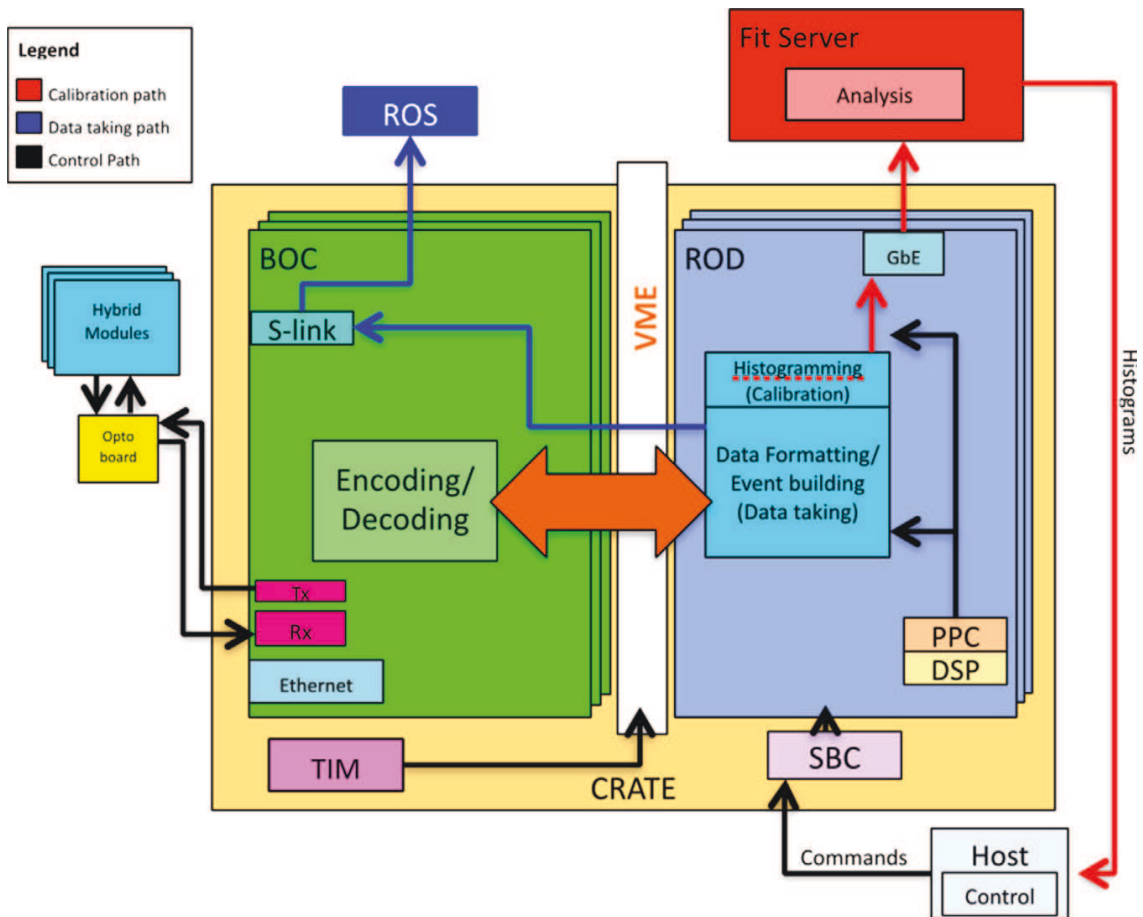 Legend
Calibration path
Data taking path
Control Path
ROS
Fit Server
Analysis
BOC
S-link
Hybrid
Modules
Opto
board
Encoding/
Decoding
Tx
Rx
Ethernet
TIM
VME
CRATE
ROD
GbE
Histogramming
(Calibration)
Data Formatting/
Event building
(Data taking)
PPC
DSP
SBC
Histograms
Commands
Host
Control